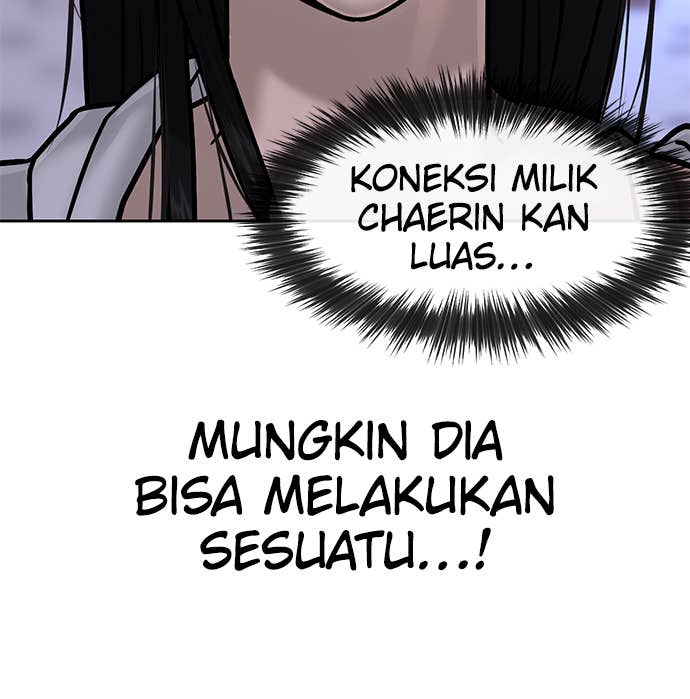 KONEKSI MILIK
CHAERIN KAN
LUAS...
MUNGKIN DIA
BISA MELAKUKAN
SESUATU...!